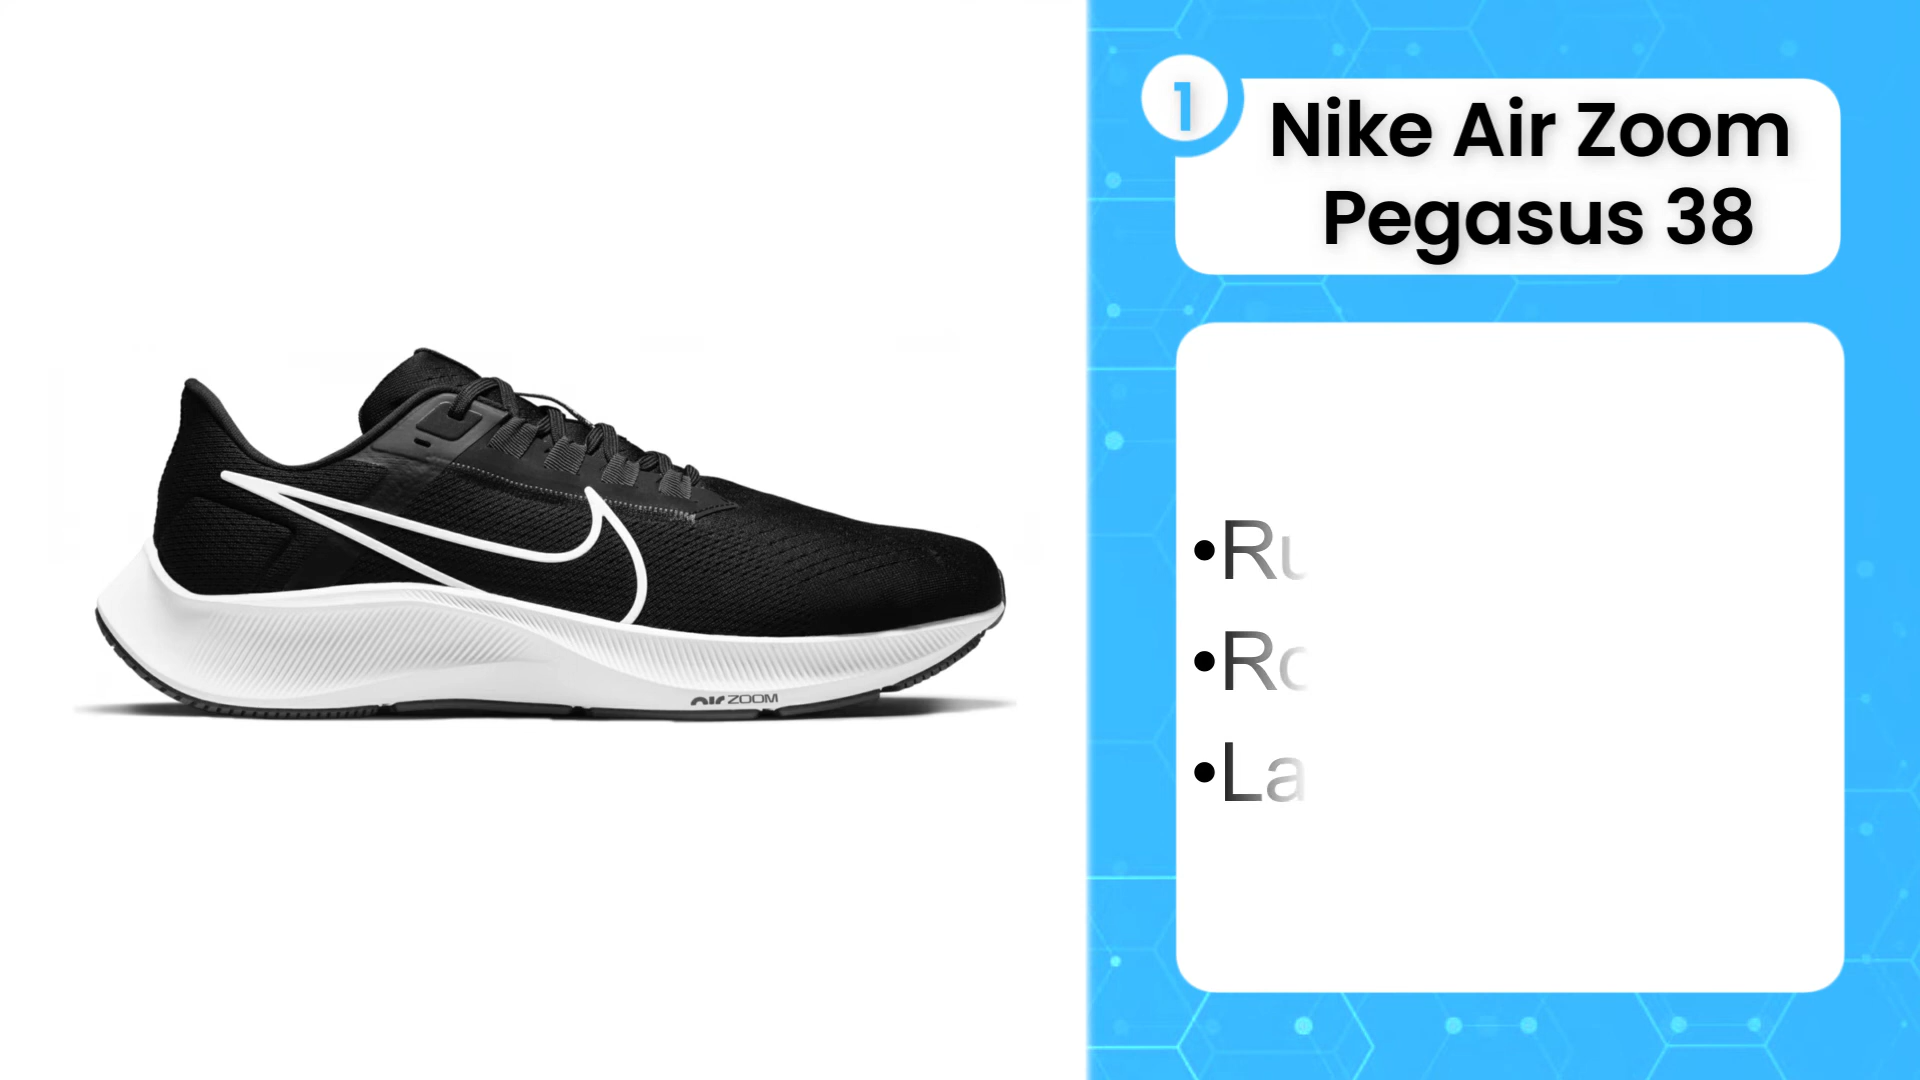 1
Nike Air Zoom
Pegasus 38
•Ru
•Ro
•La
air ZOOM